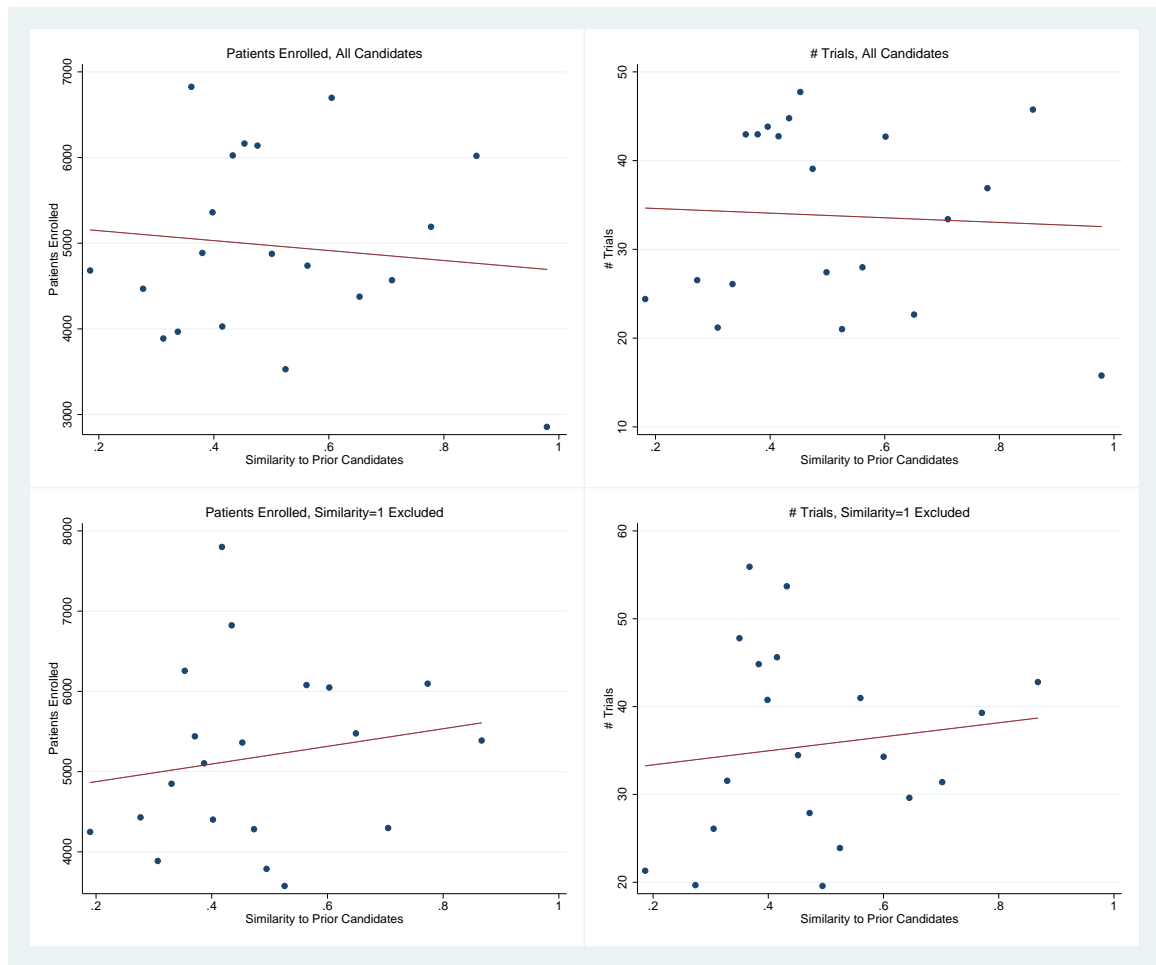 Patients Enrolled, All Candidates
Patients Enrolled
7000
6000
5000
4000
3000
.2 .4 .6 .8 1
Similarity to Prior Candidates
# Trials, All Candidates
# Trials
50
40
30
20
10
.2 .4 .6 .8 1
Similarity to Prior Candidates
Patients Enrolled, Similarity=1 Excluded
Patients Enrolled
8000
7000
6000
5000
4000
.2 .4 .6 .8 1
Similarity to Prior Candidates
# Trials, Similarity=1 Excluded
# Trials
60
50
40
30
20
.2 .4 .6 .8 1
Similarity to Prior Candidates